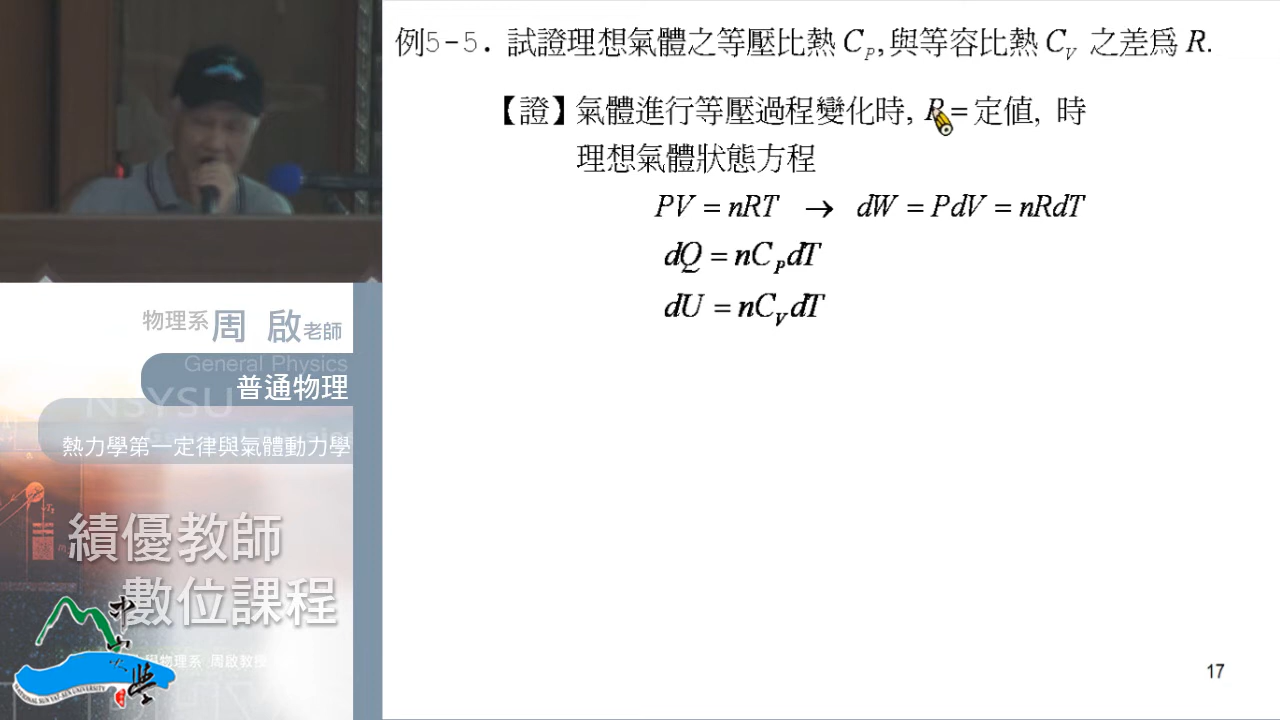 例5-5. 試證理想氣體之等壓比熱 C_P, 與等容比熱 C_V 之差為 R.
【證】氣體進行等壓過程變化時, P = 定值, 時
理想氣體狀態方程
PV = nRT → dW = PdV = nRdT
dQ = nC_P dT
dU = nC_V dT
物理系 周 啟 老師
General Physics
普通物理
NSYSU
熱力學第一定律與氣體動力學
績優教師
數位課程
17